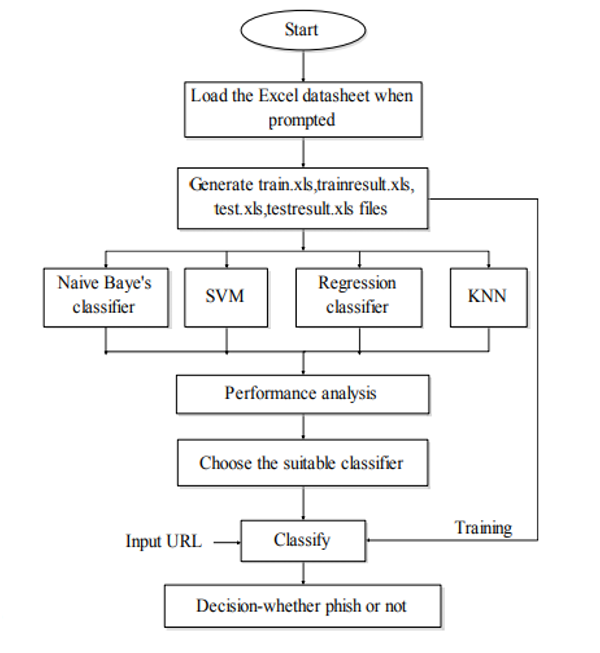 Start
Load the Excel datasheet when
prompted
Generate train.xls,trainresult.xls,
test.xls,testresult.xls files
Naive Baye's
classifier
SVM
Regression
classifier
KNN
Performance analysis
Choose the suitable classifier
Training
Input URL
Classify
Decision-whether phish or not